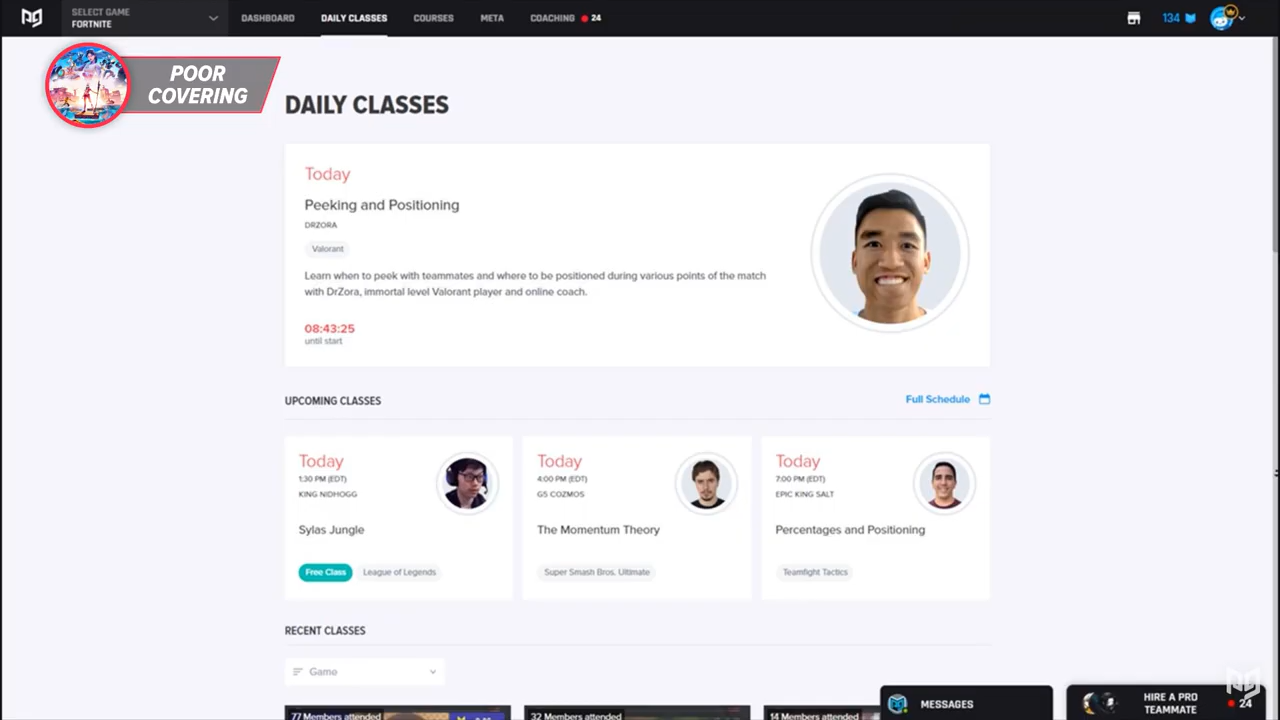 SELECT GAME
FORTNITE
DASHBOARD
DAILY CLASSES
COURSES
META
COACHING
24
134
POOR
COVERING
DAILY CLASSES
Today
Peeking and Positioning
DRZORA
Valorant
Learn when to peek with teammates and where to be positioned during various points of the match
with DrZora, immortal level Valorant player and online coach.
08:43:25
until start
UPCOMING CLASSES
Full Schedule
Today
1:30 PM (EDT)
KING NIDHOGG
Sylas Jungle
Free Class
League of Legends
Today
4:00 PM (EDT)
G5 COZMOS
The Momentum Theory
Super Smash Bros. Ultimate
Today
7:00 PM (EDT)
EPIC KING SALT
Percentages and Positioning
Teamfight Tactics
RECENT CLASSES
Game
77 Members attended
32 Members attended
14 Members attended
MESSAGES
HIRE A PRO
TEAMMATE
24